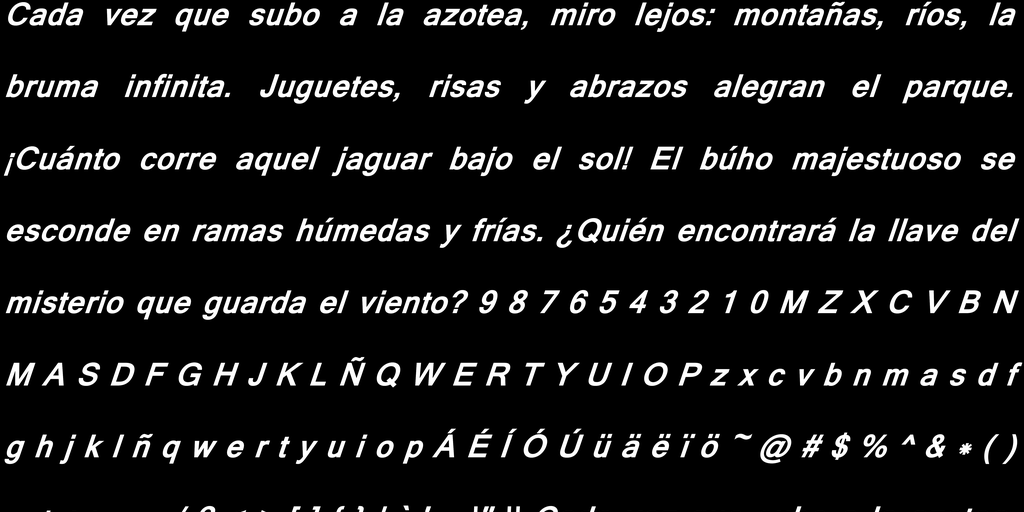 Cada vez que subo a la azotea, miro lejos: montañas, ríos, la
bruma infinita. Juguetes, risas y abrazos alegran el parque.
¡Cuánto corre aquel jaguar bajo el sol! El búho majestuoso se
esconde en ramas húmedas y frías. ¿Quién encontrará la llave del
misterio que guarda el viento? 9 8 7 6 5 4 3 2 1 0 M Z X C V B N
M A S D F G H J K L Ñ Q W E R T Y U I O P z x c v b n m a s d f
g h j k l ñ q w e r t y u i o p Á É Í Ó Ú ü ä ë ï ö ~ @ # $ % ^ & * ( )